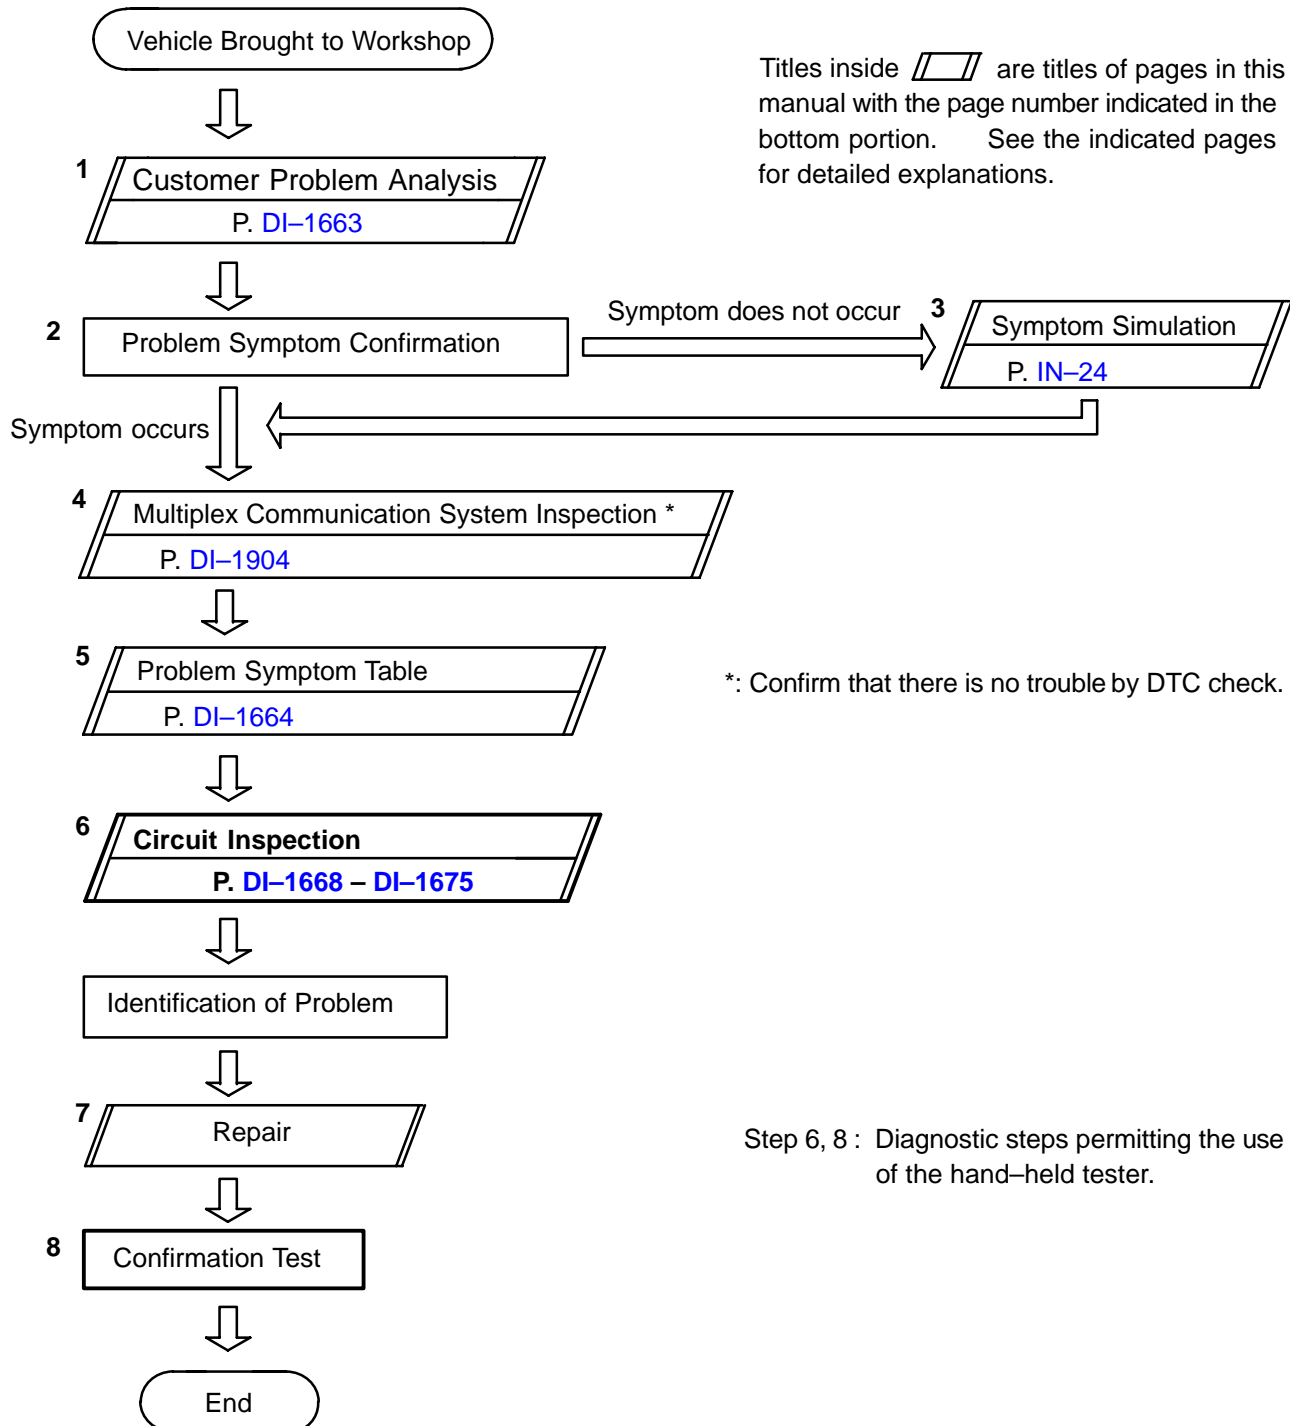 Vehicle Brought to Workshop
Titles inside are titles of pages in this
manual with the page number indicated in the
bottom portion. See the indicated pages
for detailed explanations.
1
Customer Problem Analysis
P. DI–1663
2
Problem Symptom Confirmation
Symptom does not occur
3
Symptom Simulation
P. IN–24
Symptom occurs
4
Multiplex Communication System Inspection *
P. DI–1904
5
Problem Symptom Table
P. DI–1664
*: Confirm that there is no trouble by DTC check.
6
Circuit Inspection
P. DI–1668 – DI–1675
Identification of Problem
7
Repair
Step 6, 8 : Diagnostic steps permitting the use
of the hand–held tester.
8
Confirmation Test
End